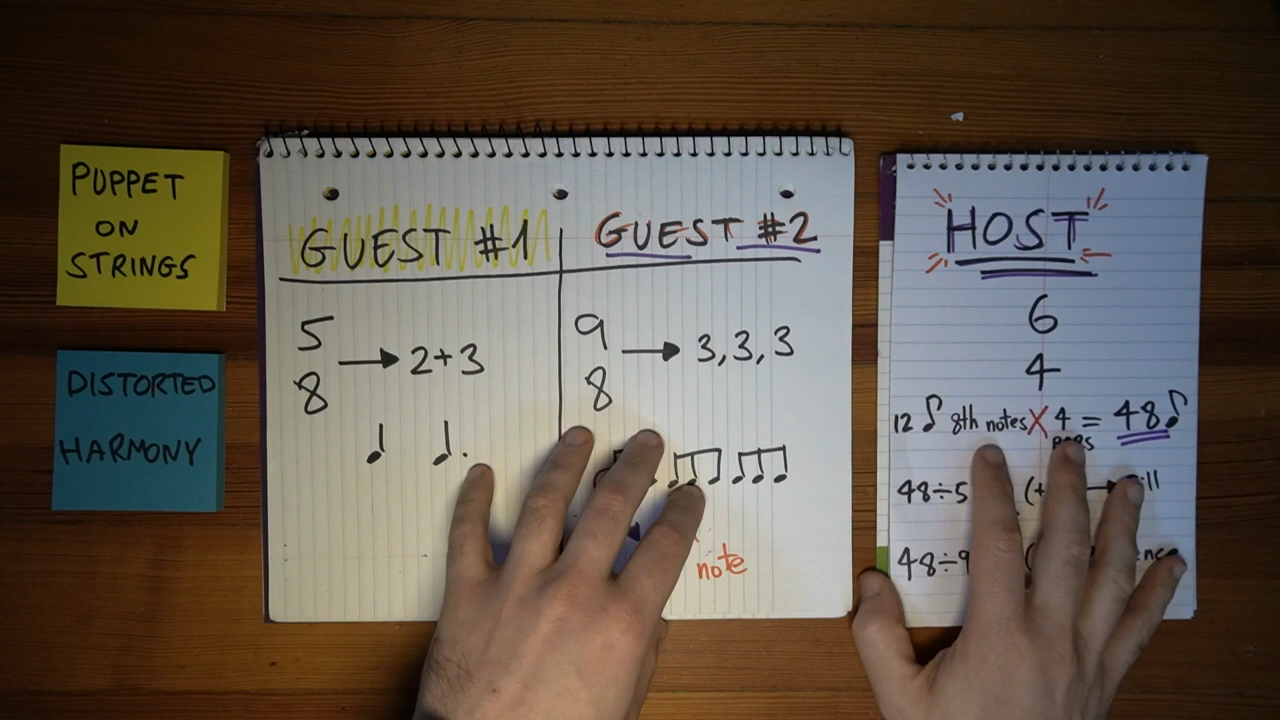 PUPPET
ON
STRINGS
DISTORTED
HARMONY
GUEST #1
5
8
→ 2+3
GUEST #2
9
8
→ 3, 3, 3
note
HOST
6
4
12 ♪ 8th notes X 4 = 48 ♪
48÷5 (+ →
48÷9 (